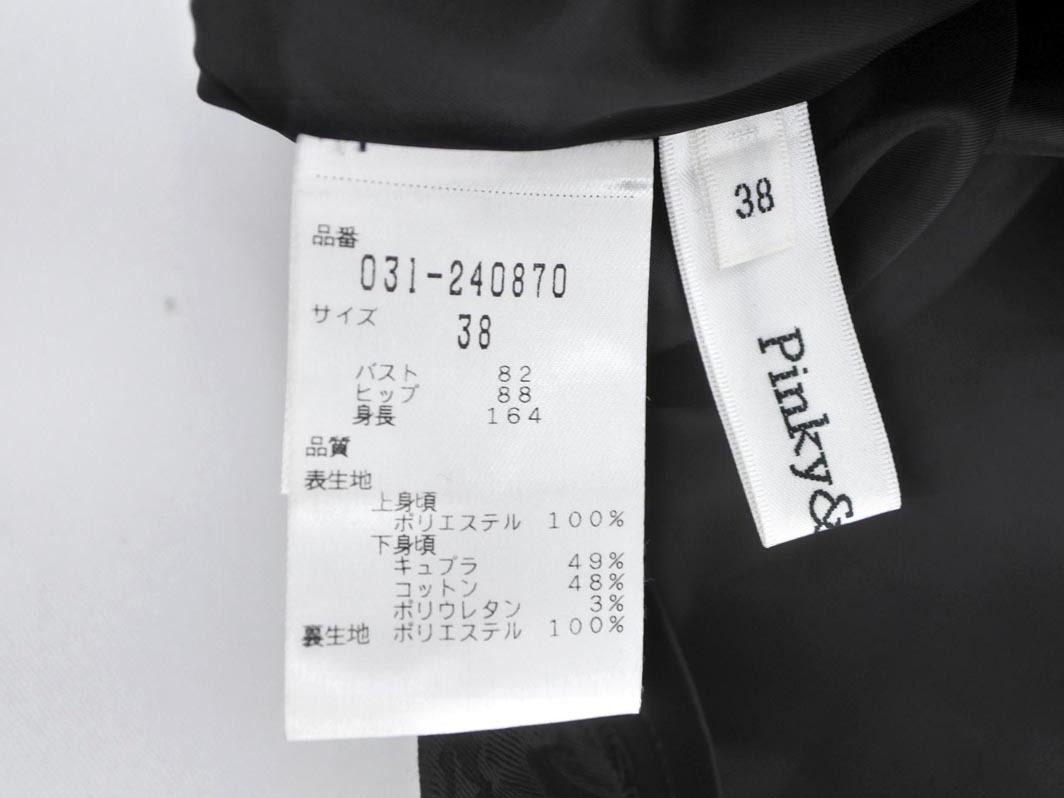 品番
031-240870
サイズ
38
バスト 82
ヒップ 88
身長 164
品質
表生地
上身頃
ポリエステル 100%
下身頃
キュプラ 49%
コットン 48%
ポリウレタン 3%
裏生地 ポリエステル 100%
38
Pinky&